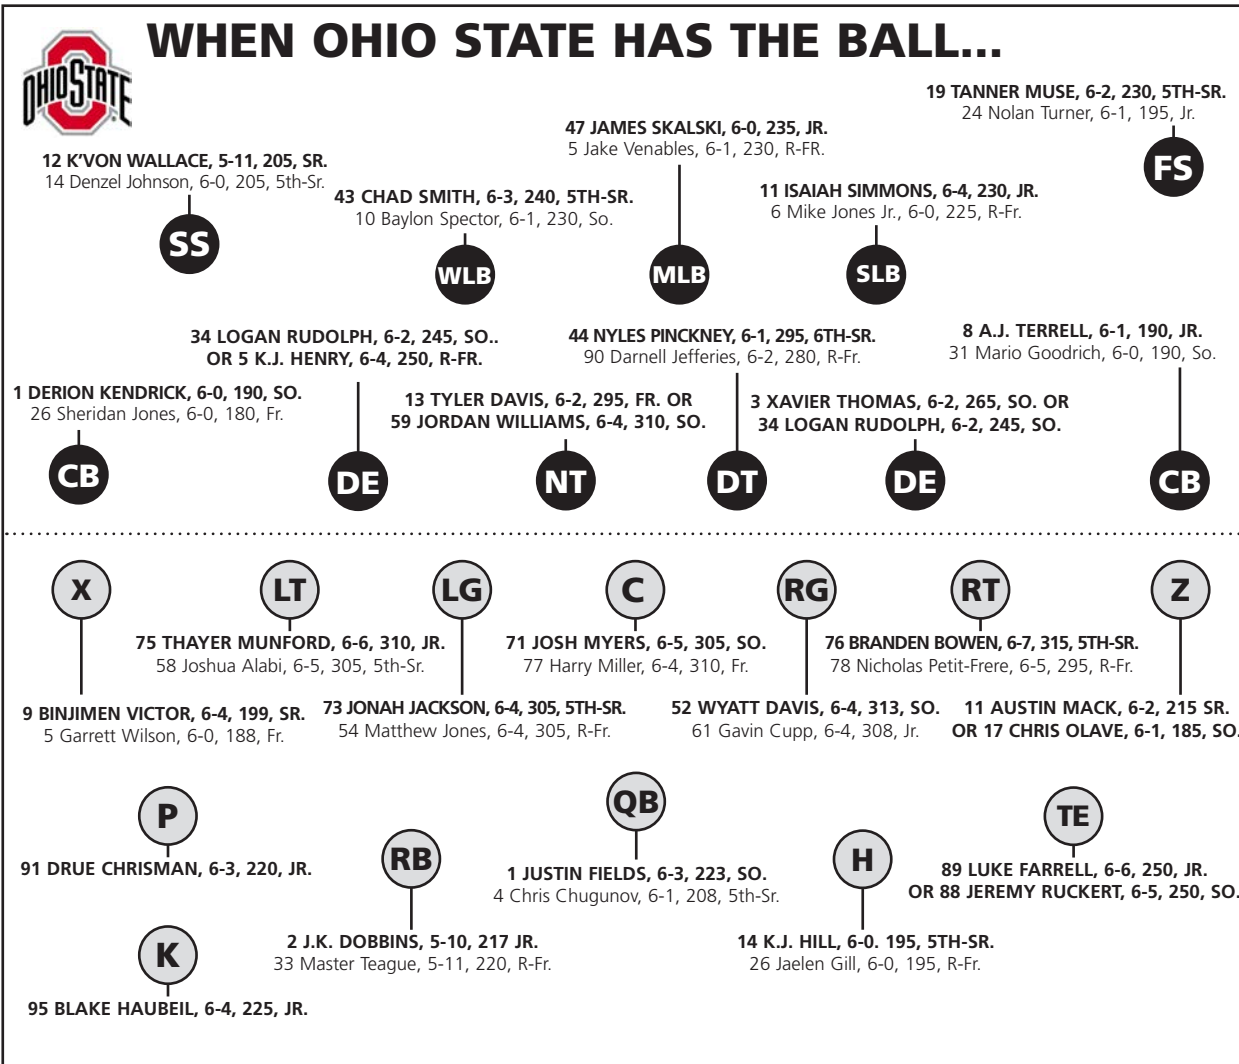 WHEN OHIO STATE HAS THE BALL...
OHIO STATE
19 TANNER MUSE, 6-2, 230, 5TH-SR.
24 Nolan Turner, 6-1, 195, Jr.
FS
47 JAMES SKALSKI, 6-0, 235, JR.
5 Jake Venables, 6-1, 230, R-FR.
12 K'VON WALLACE, 5-11, 205, SR.
14 Denzel Johnson, 6-0, 205, 5th-Sr.
SS
43 CHAD SMITH, 6-3, 240, 5TH-SR.
10 Baylon Spector, 6-1, 230, So.
WLB
MLB
11 ISAIAH SIMMONS, 6-4, 230, JR.
6 Mike Jones Jr., 6-0, 225, R-Fr.
SLB
34 LOGAN RUDOLPH, 6-2, 245, SO..
OR 5 K.J. HENRY, 6-4, 250, R-FR.
44 NYLES PINCKNEY, 6-1, 295, 6TH-SR.
90 Darnell Jefferies, 6-2, 280, R-Fr.
8 A.J. TERRELL, 6-1, 190, JR.
31 Mario Goodrich, 6-0, 190, So.
1 DERION KENDRICK, 6-0, 190, SO.
26 Sheridan Jones, 6-0, 180, Fr.
13 TYLER DAVIS, 6-2, 295, FR. OR
59 JORDAN WILLIAMS, 6-4, 310, SO.
3 XAVIER THOMAS, 6-2, 265, SO. OR
34 LOGAN RUDOLPH, 6-2, 245, SO.
CB
DE
NT
DT
DE
CB
X
LT
LG
C
RG
RT
Z
75 THAYER MUNFORD, 6-6, 310, JR.
58 Joshua Alabi, 6-5, 305, 5th-Sr.
71 JOSH MYERS, 6-5, 305, SO.
77 Harry Miller, 6-4, 310, Fr.
76 BRANDEN BOWEN, 6-7, 315, 5TH-SR.
78 Nicholas Petit-Frere, 6-5, 295, R-Fr.
9 BINJIMEN VICTOR, 6-4, 199, SR.
5 Garrett Wilson, 6-0, 188, Fr.
73 JONAH JACKSON, 6-4, 305, 5TH-SR.
54 Matthew Jones, 6-4, 305, R-Fr.
52 WYATT DAVIS, 6-4, 313, SO.
61 Gavin Cupp, 6-4, 308, Jr.
11 AUSTIN MACK, 6-2, 215 SR.
OR 17 CHRIS OLAVE, 6-1, 185, SO.
P
91 DRUE CHRISMAN, 6-3, 220, JR.
RB
QB
1 JUSTIN FIELDS, 6-3, 223, SO.
4 Chris Chugunov, 6-1, 208, 5th-Sr.
H
TE
89 LUKE FARRELL, 6-6, 250, JR.
OR 88 JEREMY RUCKERT, 6-5, 250, SO.
2 J.K. DOBBINS, 5-10, 217 JR.
33 Master Teague, 5-11, 220, R-Fr.
14 K.J. HILL, 6-0. 195, 5TH-SR.
26 Jaelen Gill, 6-0, 195, R-Fr.
K
95 BLAKE HAUBEIL, 6-4, 225, JR.